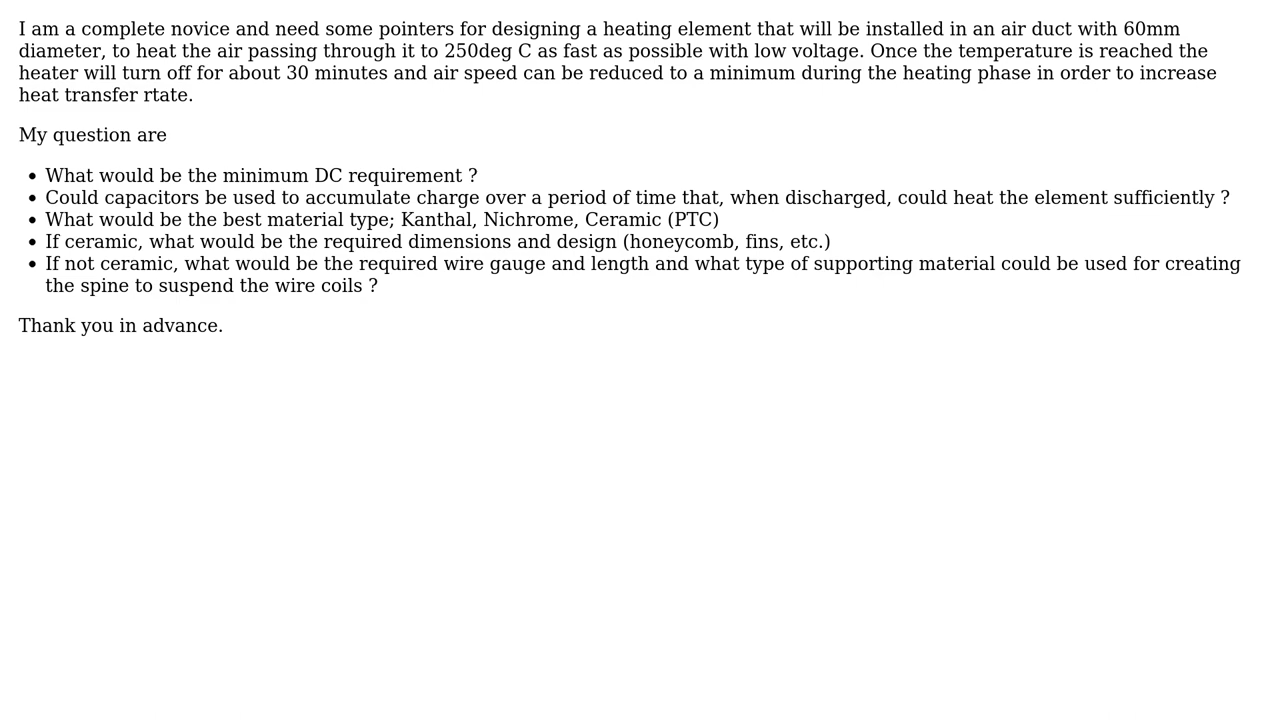 I am a complete novice and need some pointers for designing a heating element that will be installed in an air duct with 60mm
diameter, to heat the air passing through it to 250deg C as fast as possible with low voltage. Once the temperature is reached the
heater will turn off for about 30 minutes and air speed can be reduced to a minimum during the heating phase in order to increase
heat transfer rtate.
My question are
• What would be the minimum DC requirement ?
• Could capacitors be used to accumulate charge over a period of time that, when discharged, could heat the element sufficiently ?
• What would be the best material type; Kanthal, Nichrome, Ceramic (PTC)
• If ceramic, what would be the required dimensions and design (honeycomb, fins, etc.)
• If not ceramic, what would be the required wire gauge and length and what type of supporting material could be used for creating
the spine to suspend the wire coils ?
Thank you in advance.